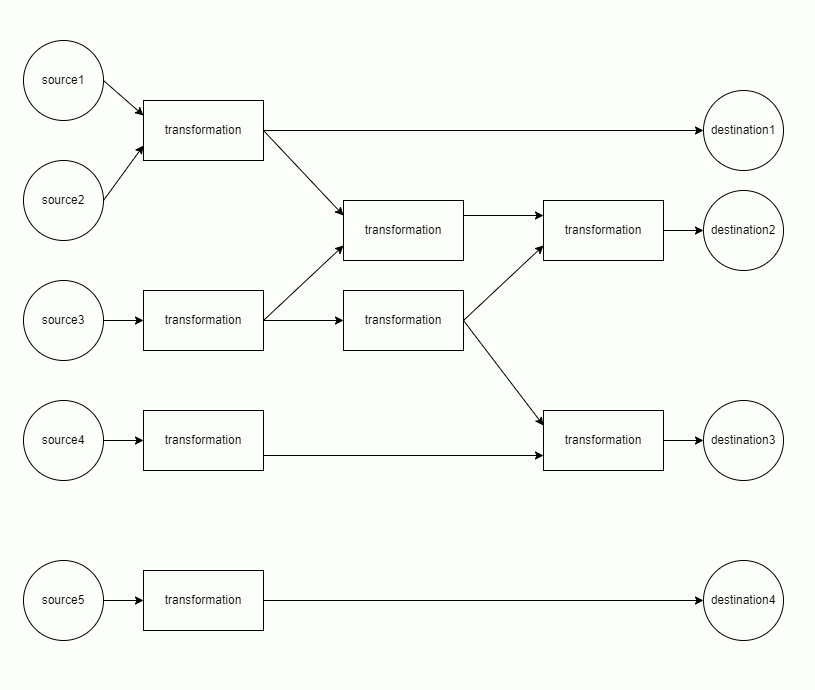 source1
transformation
destination1
source2
transformation
transformation
destination2
source3
transformation
transformation
source4
transformation
transformation
destination3
source5
transformation
destination4